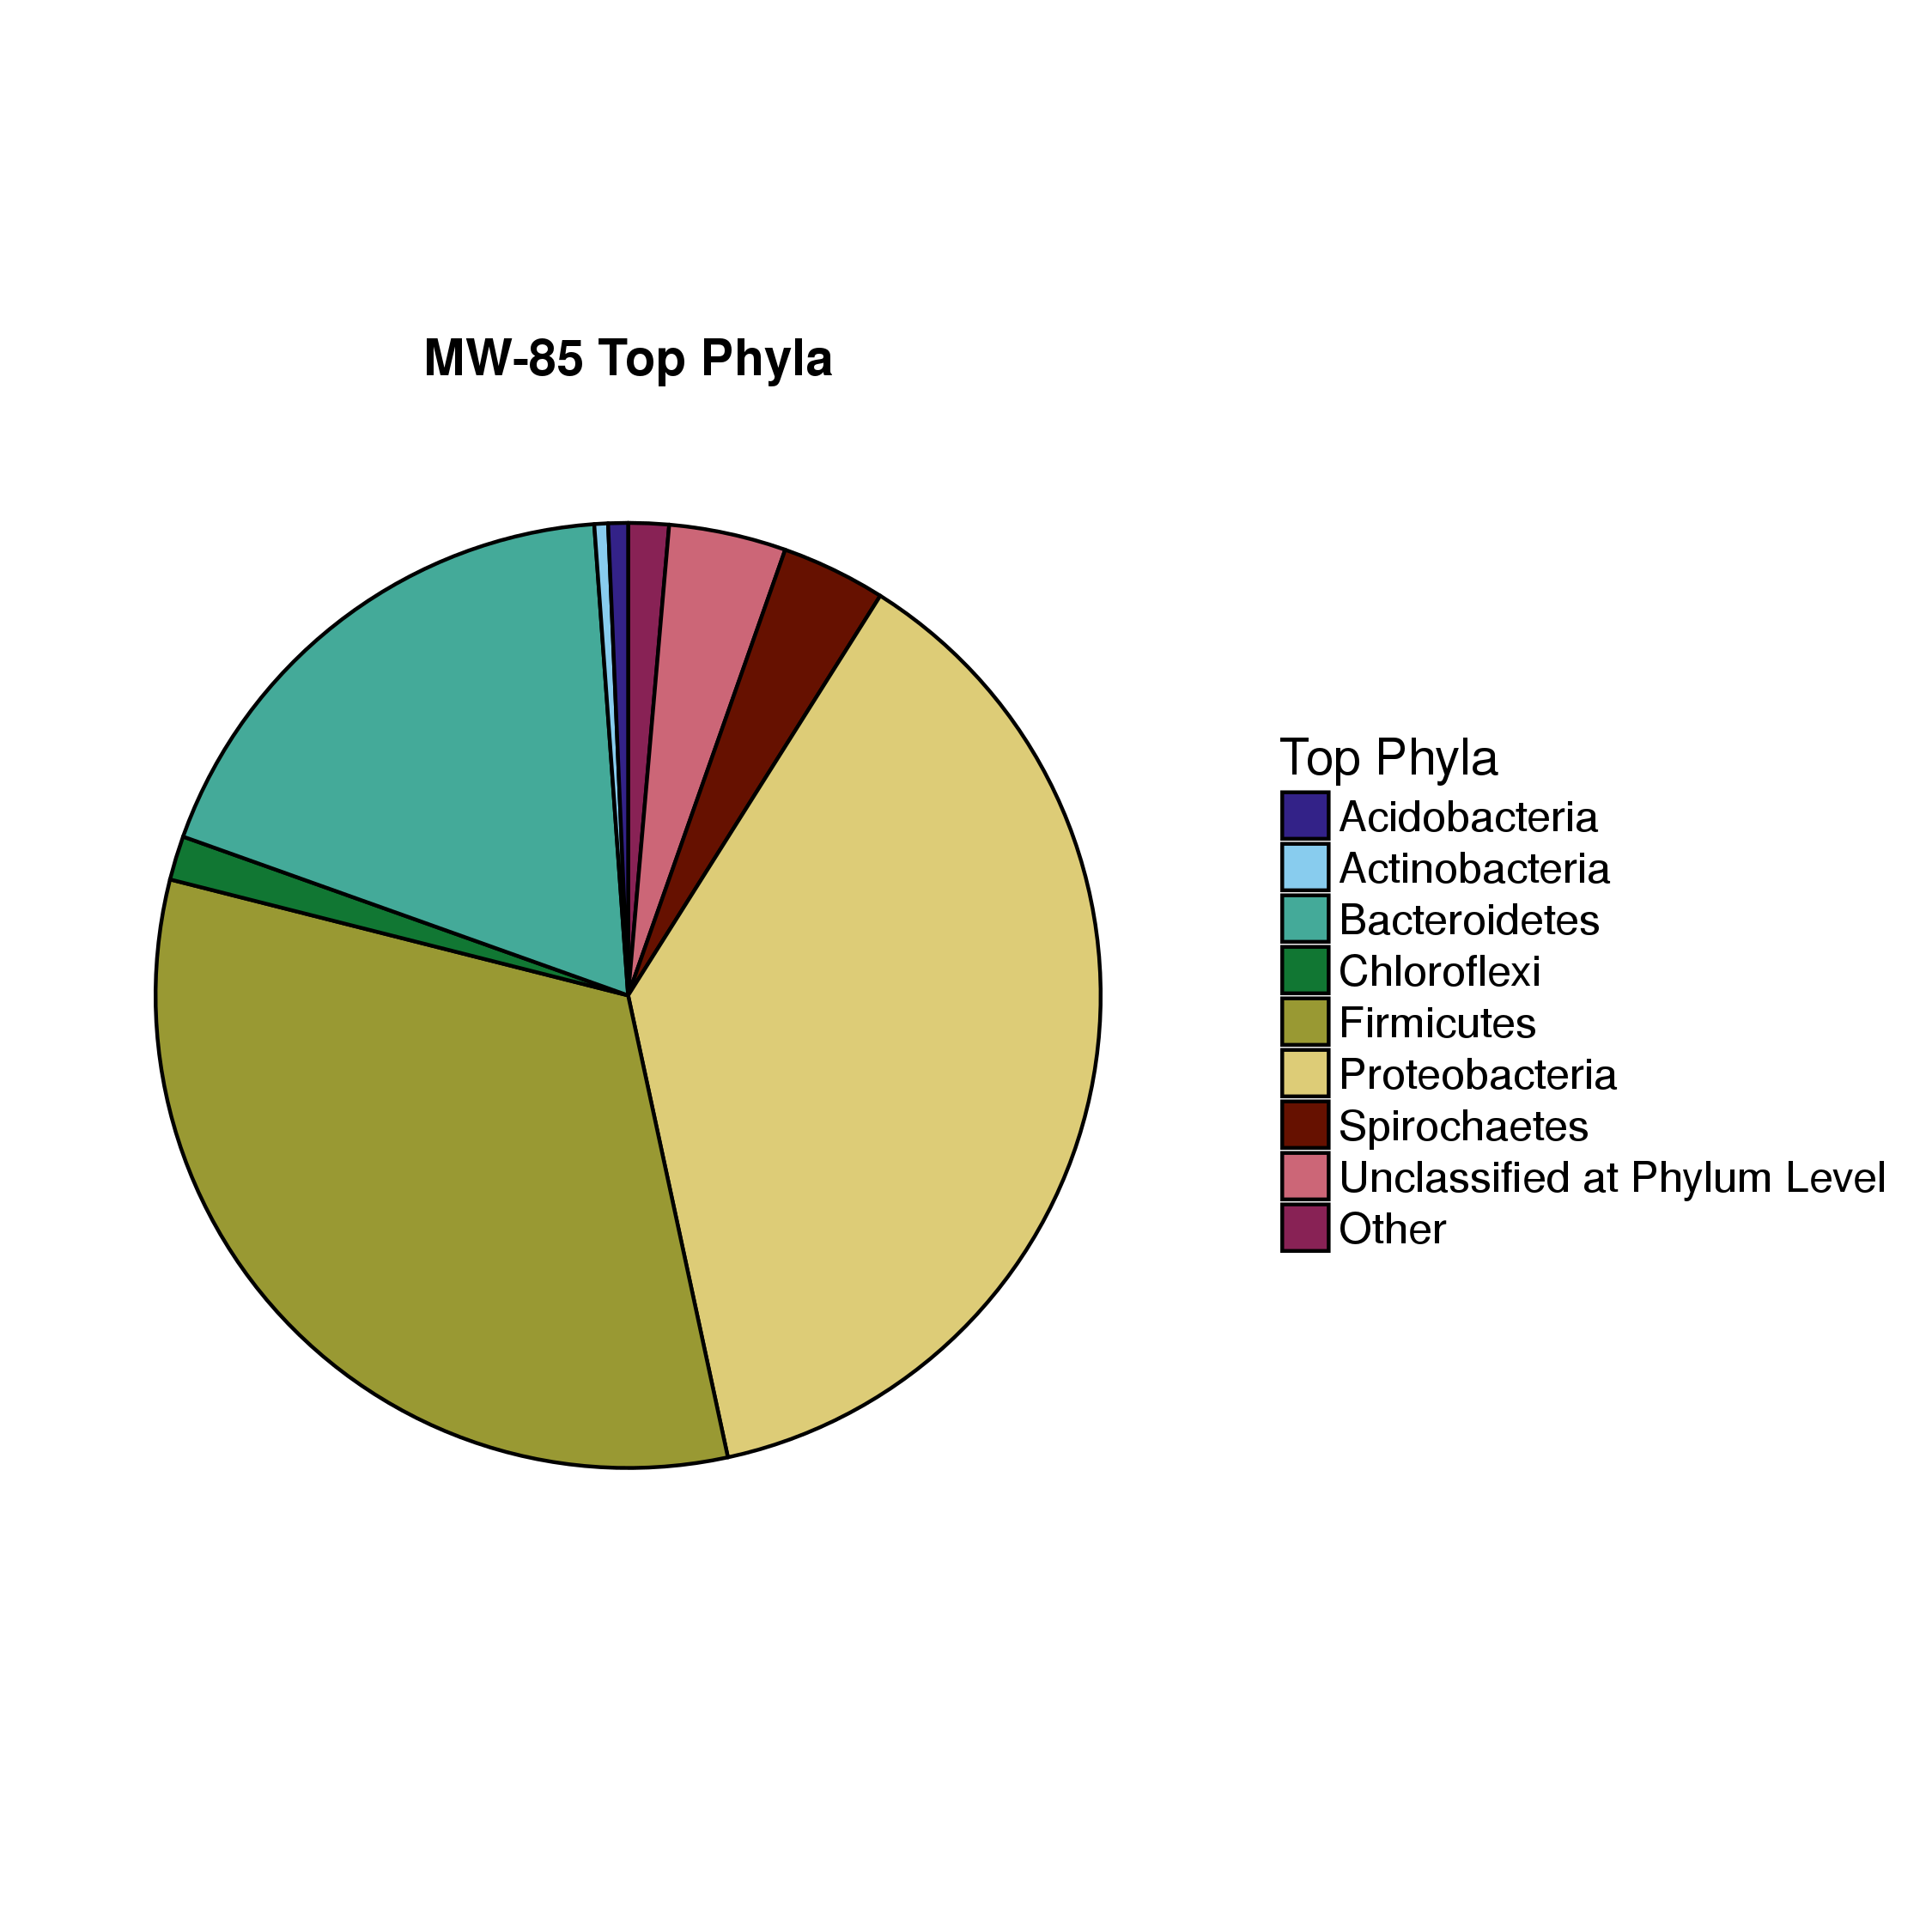 MW-85 Top Phyla
Top Phyla
Acidobacteria
Actinobacteria
Bacteroidetes
Chloroflexi
Firmicutes
Proteobacteria
Spirochaetes
Unclassified at Phylum Level
Other